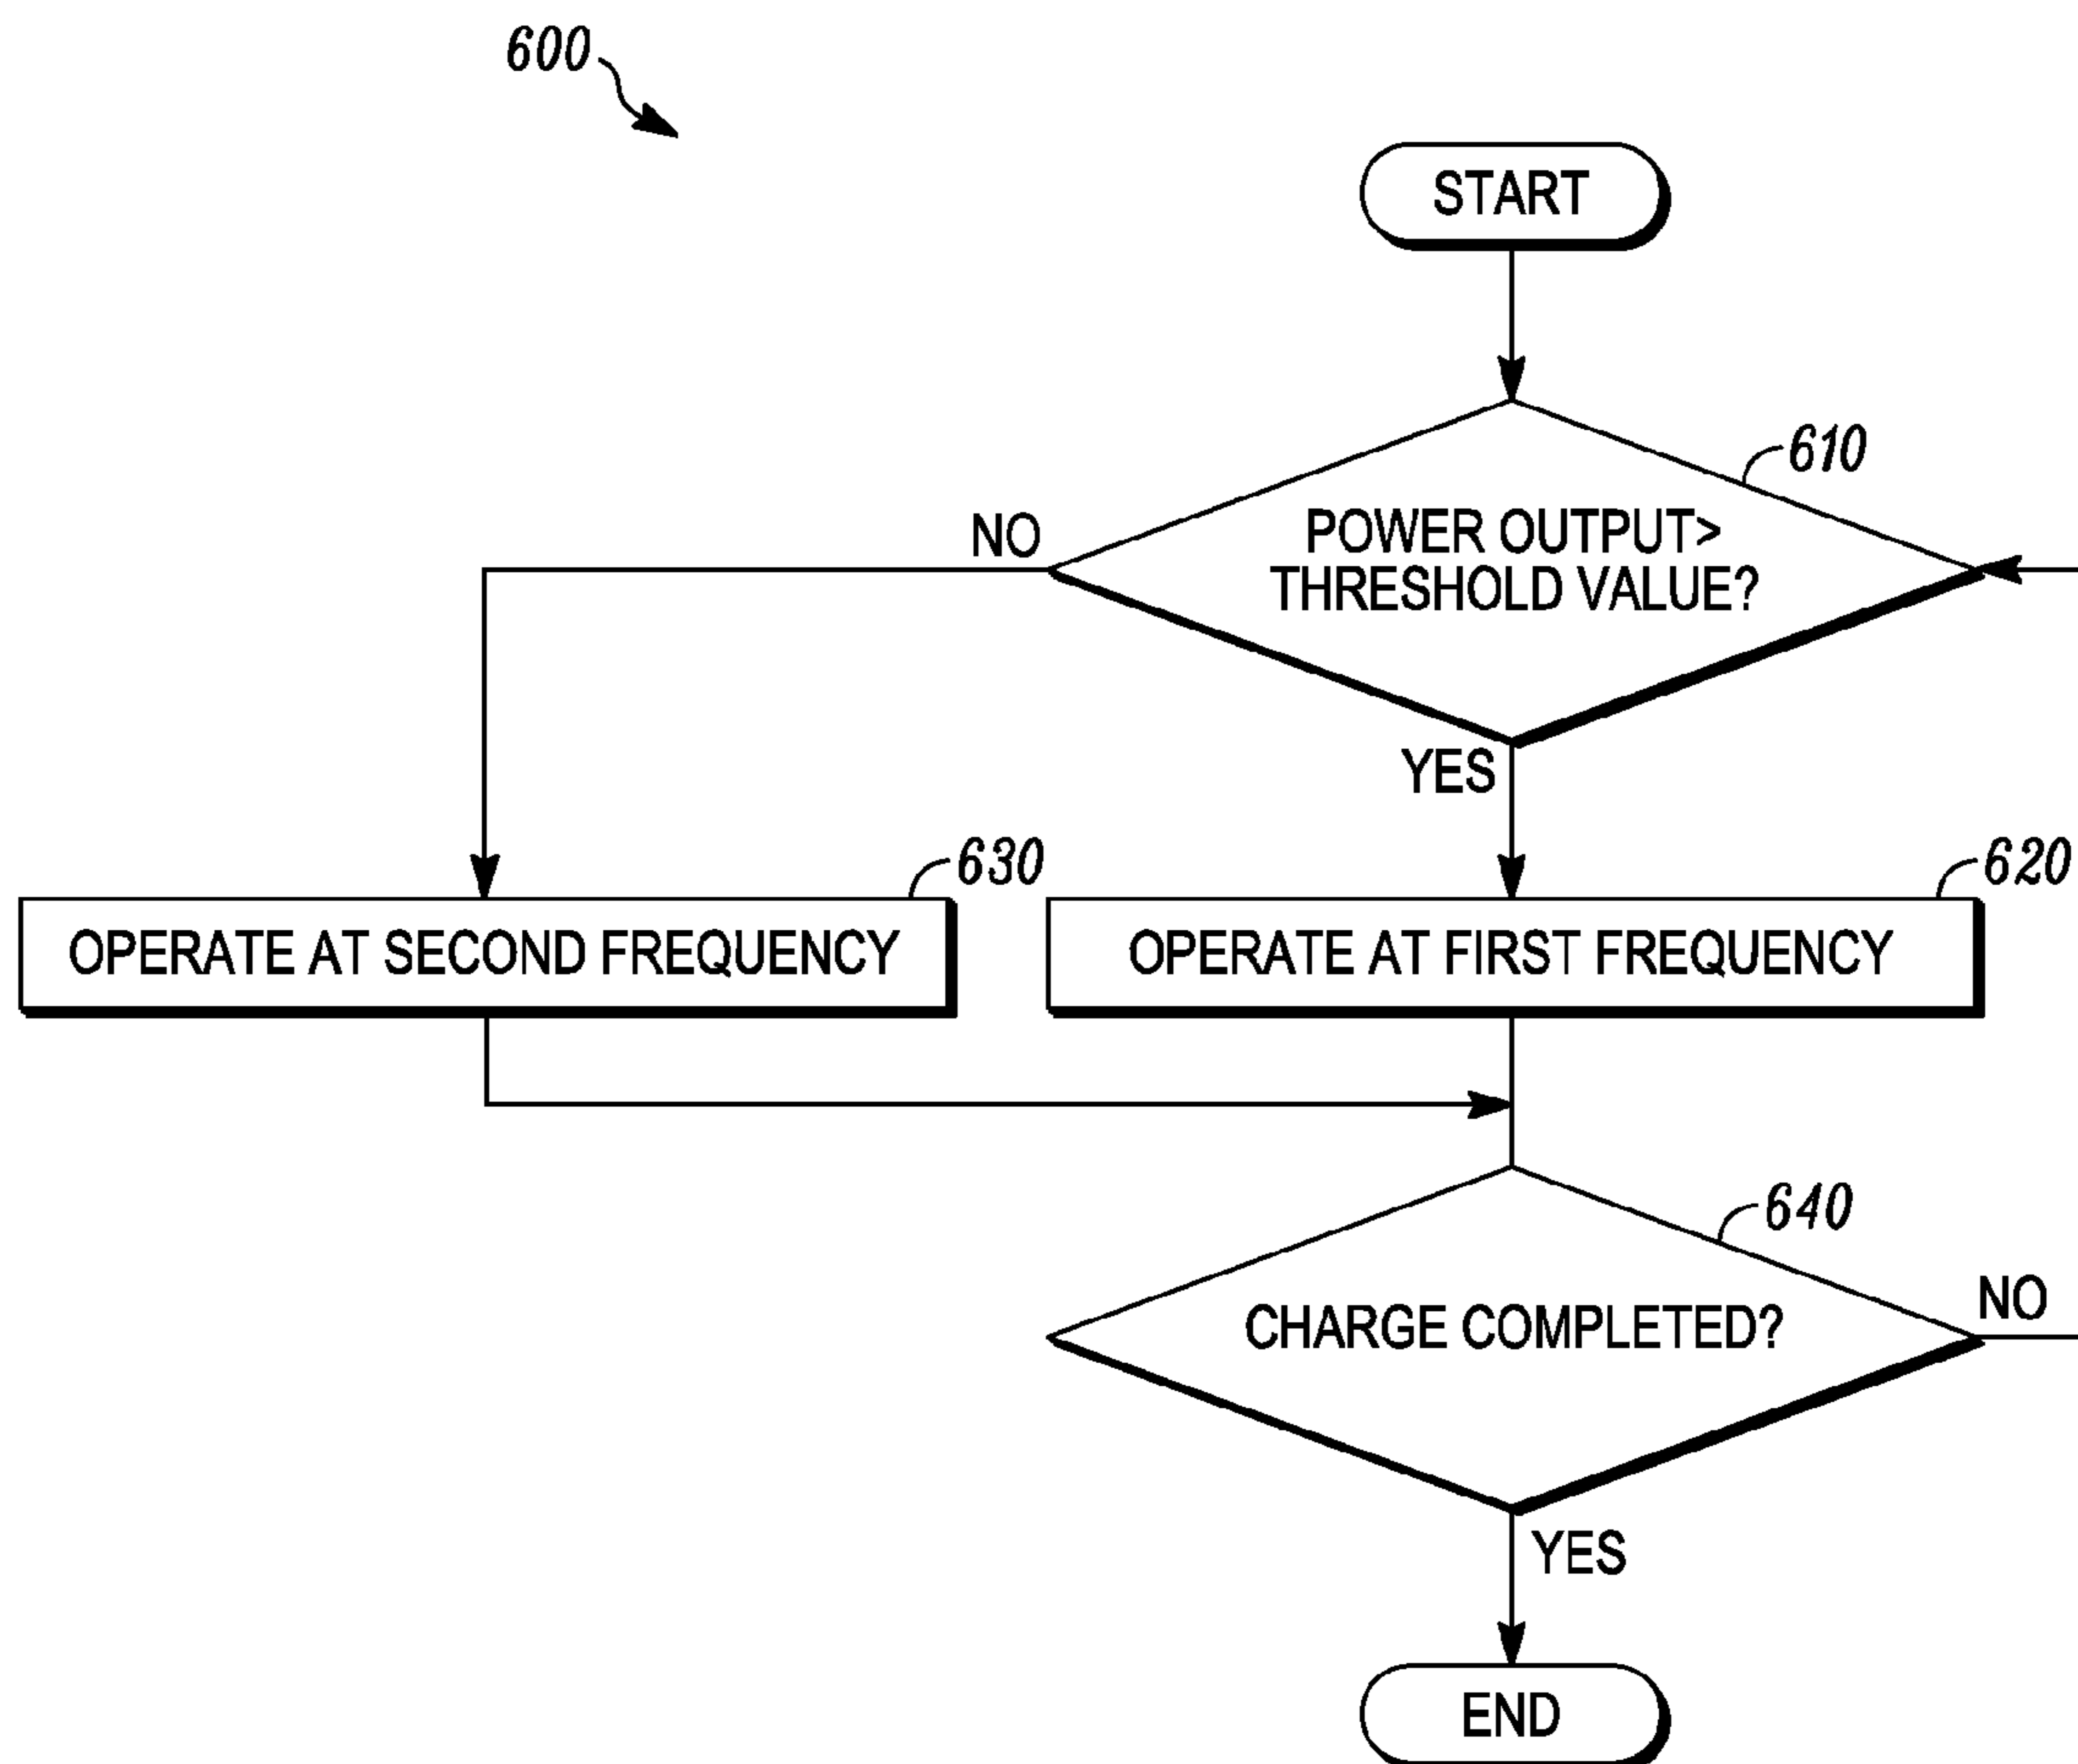 600
START
610
POWER OUTPUT>
THRESHOLD VALUE?
NO
YES
630
620
OPERATE AT SECOND FREQUENCY
OPERATE AT FIRST FREQUENCY
640
CHARGE COMPLETED?
NO
YES
END